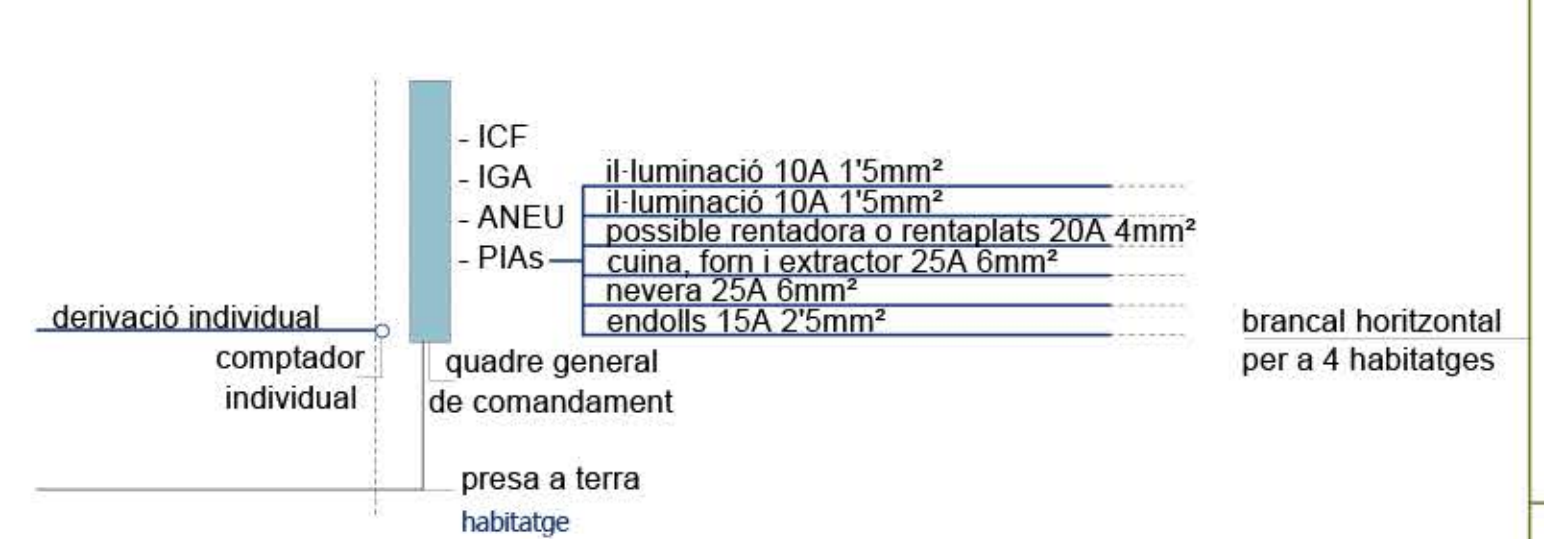 - ICF
- IGA
- ANEU
- PIAs
il·luminació 10A 1'5mm²
il·luminació 10A 1'5mm²
possible rentadora o rentaplats 20A 4mm²
cuina, forn i extractor 25A 6mm²
nevera 25A 6mm²
endolls 15A 2'5mm²
derivació individual
comptador
individual
quadre general
de comandament
presa a terra
habitatge
brancal horitzontal
per a 4 habitatges